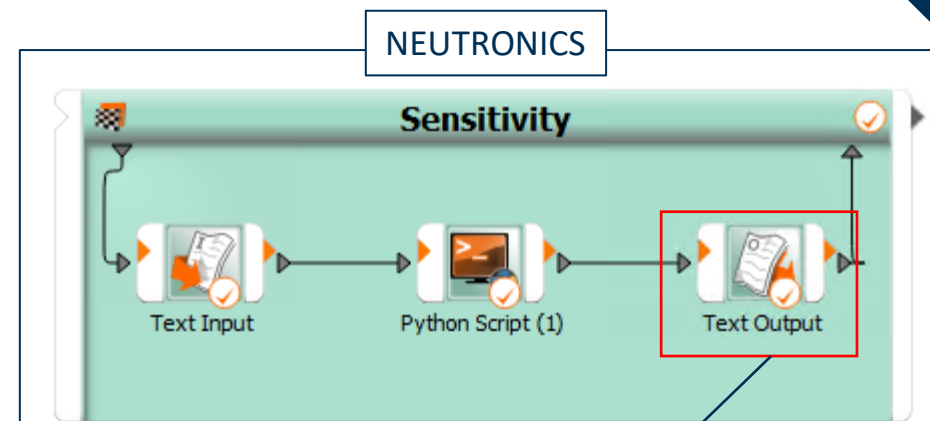 NEUTRONICS
Sensitivity
Text Input
Python Script (1)
Text Output